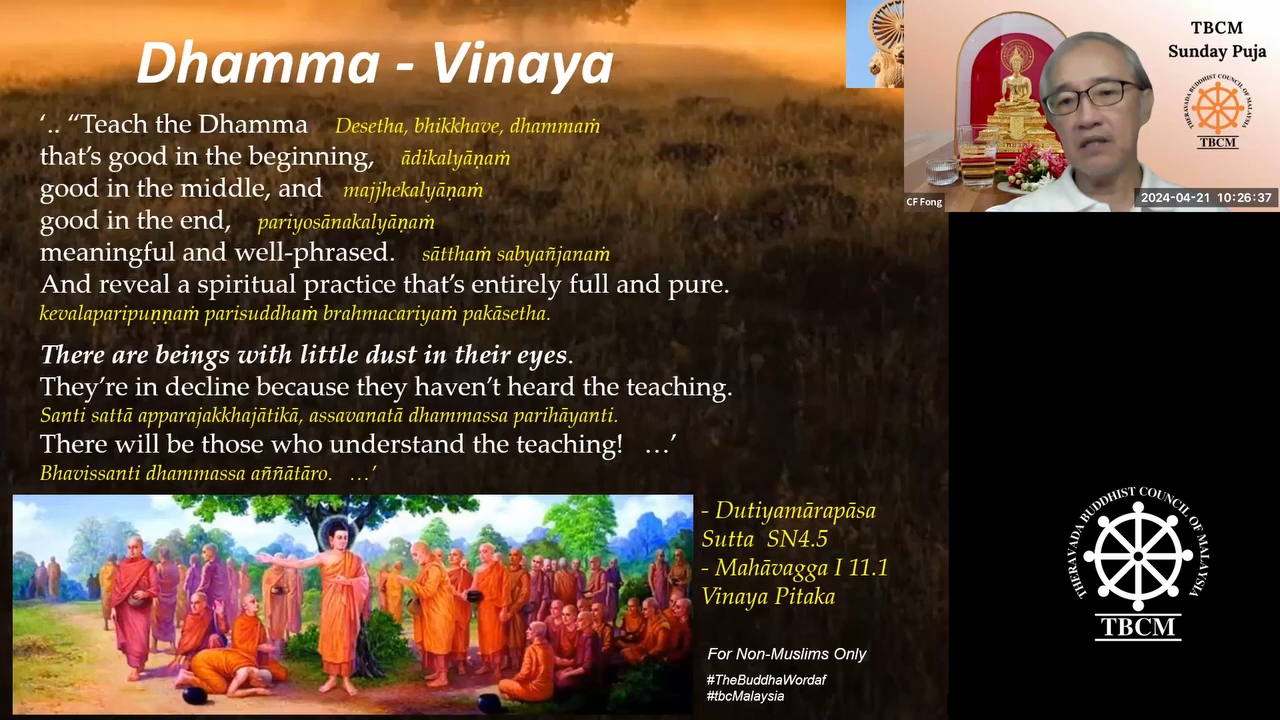 Dhamma - Vinaya
‘.. “Teach the Dhamma Desetha, bhikkhave, dhammaṁ
that’s good in the beginning, ādikalyāṇaṁ
good in the middle, and majjhekalyāṇaṁ
good in the end, pariyosānakalyāṇaṁ
meaningful and well-phrased. sātthaṁ sabyañjanaṁ
And reveal a spiritual practice that’s entirely full and pure.
kevalaparipuṇṇaṁ parisuddhaṁ brahmacariyaṁ pakāsetha.
There are beings with little dust in their eyes.
They’re in decline because they haven’t heard the teaching.
Santi sattā apparajakkhajātikā, assavanatā dhammassa parihāyanti.
There will be those who understand the teaching! …’
Bhavissanti dhammassa aññātāro. …’
- Dutiyamārapāsa
Sutta SN4.5
- Mahāvagga I 11.1
Vinaya Pitaka
For Non-Muslims Only
#TheBuddhaWordaf
#tbcMalaysia
TBCM
Sunday Puja
THERAVADA BUDDHIST COUNCIL OF MALAYSIA
TBCM
CF Fong
2024-04-21 10:26:37
THERAVADA BUDDHIST COUNCIL OF MALAYSIA
TBCM